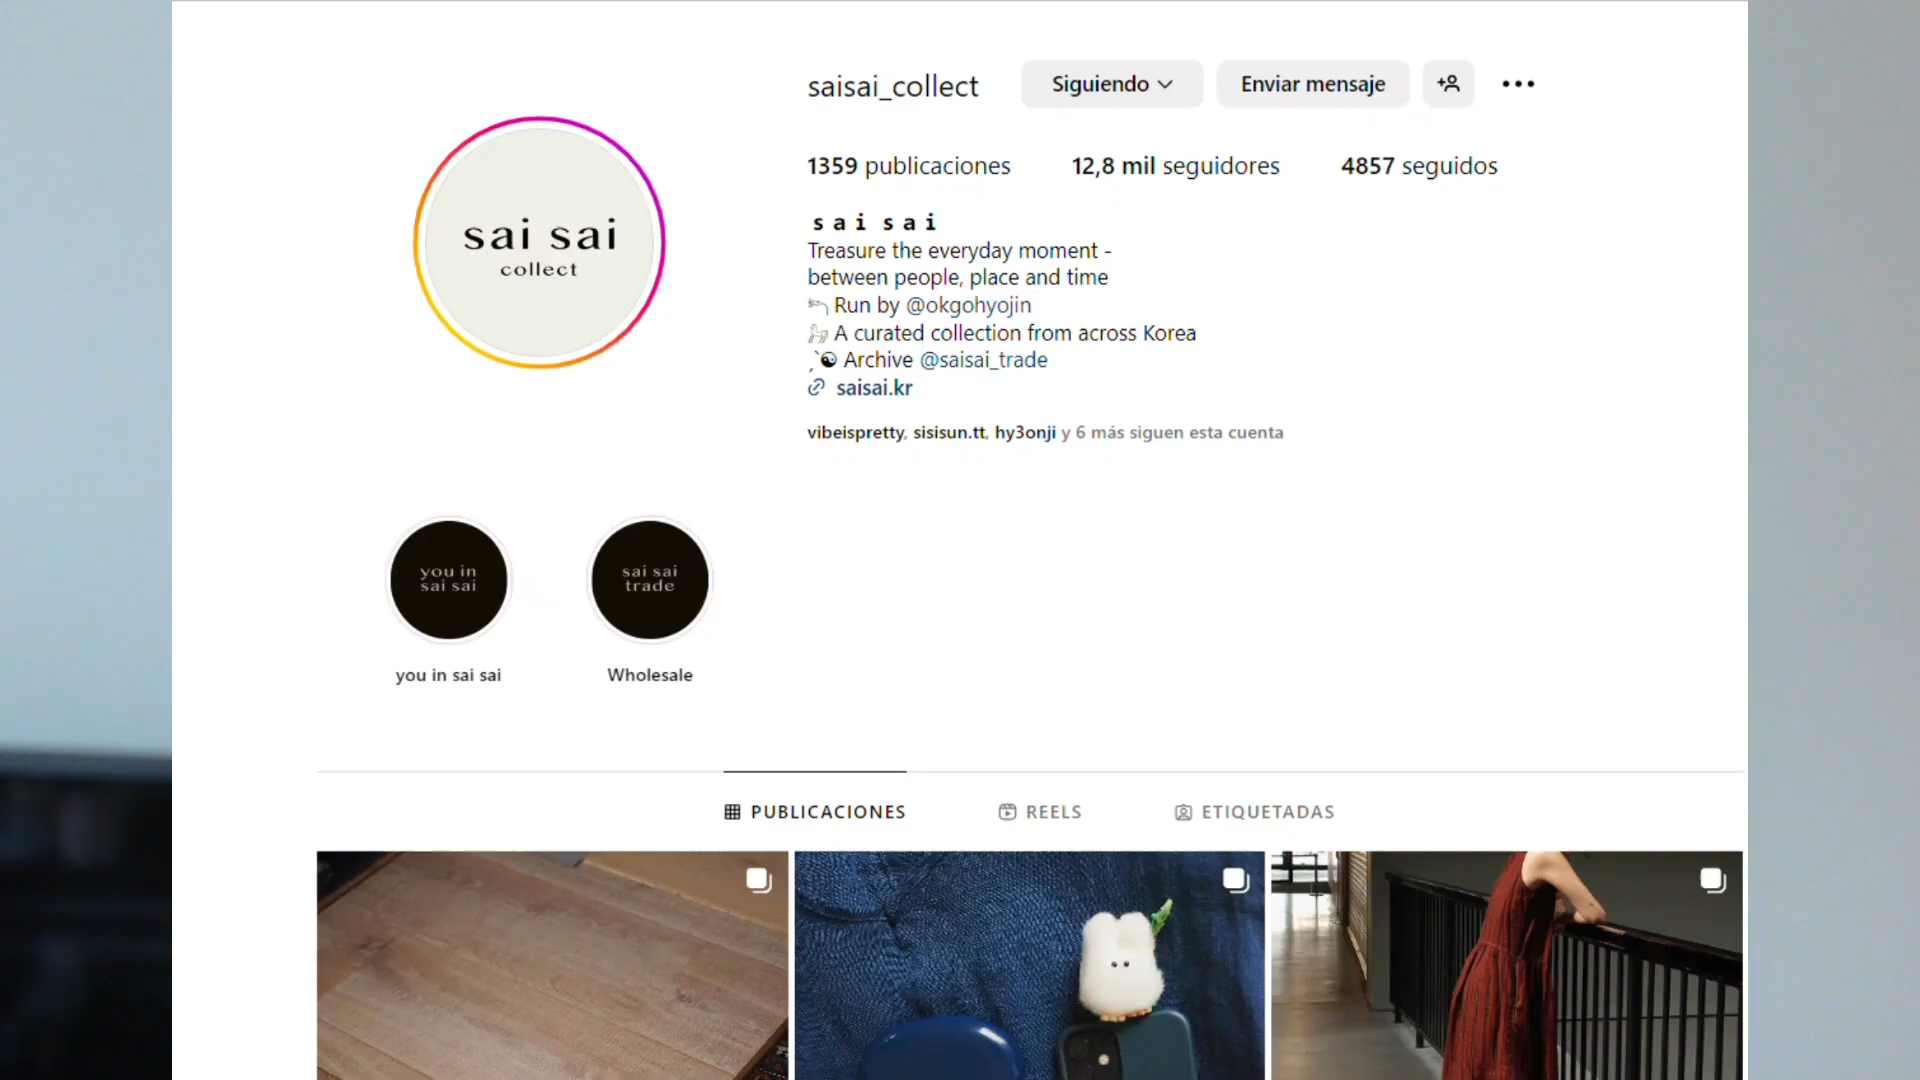 saisai_collect
Siguiendo
Enviar mensaje
1359 publicaciones
12,8 mil seguidores
4857 seguidos
sai sai
collect
sai sai
Treasure the everyday moment -
between people, place and time
Run by @okgohyojin
A curated collection from across Korea
Archive @saisai_trade
saisai.kr
vibeispretty, sisisun.tt, hy3onji y 6 más siguen esta cuenta
you in
sai sai
sai sai
trade
you in sai sai
Wholesale
PUBLICACIONES
REELS
ETIQUETADAS